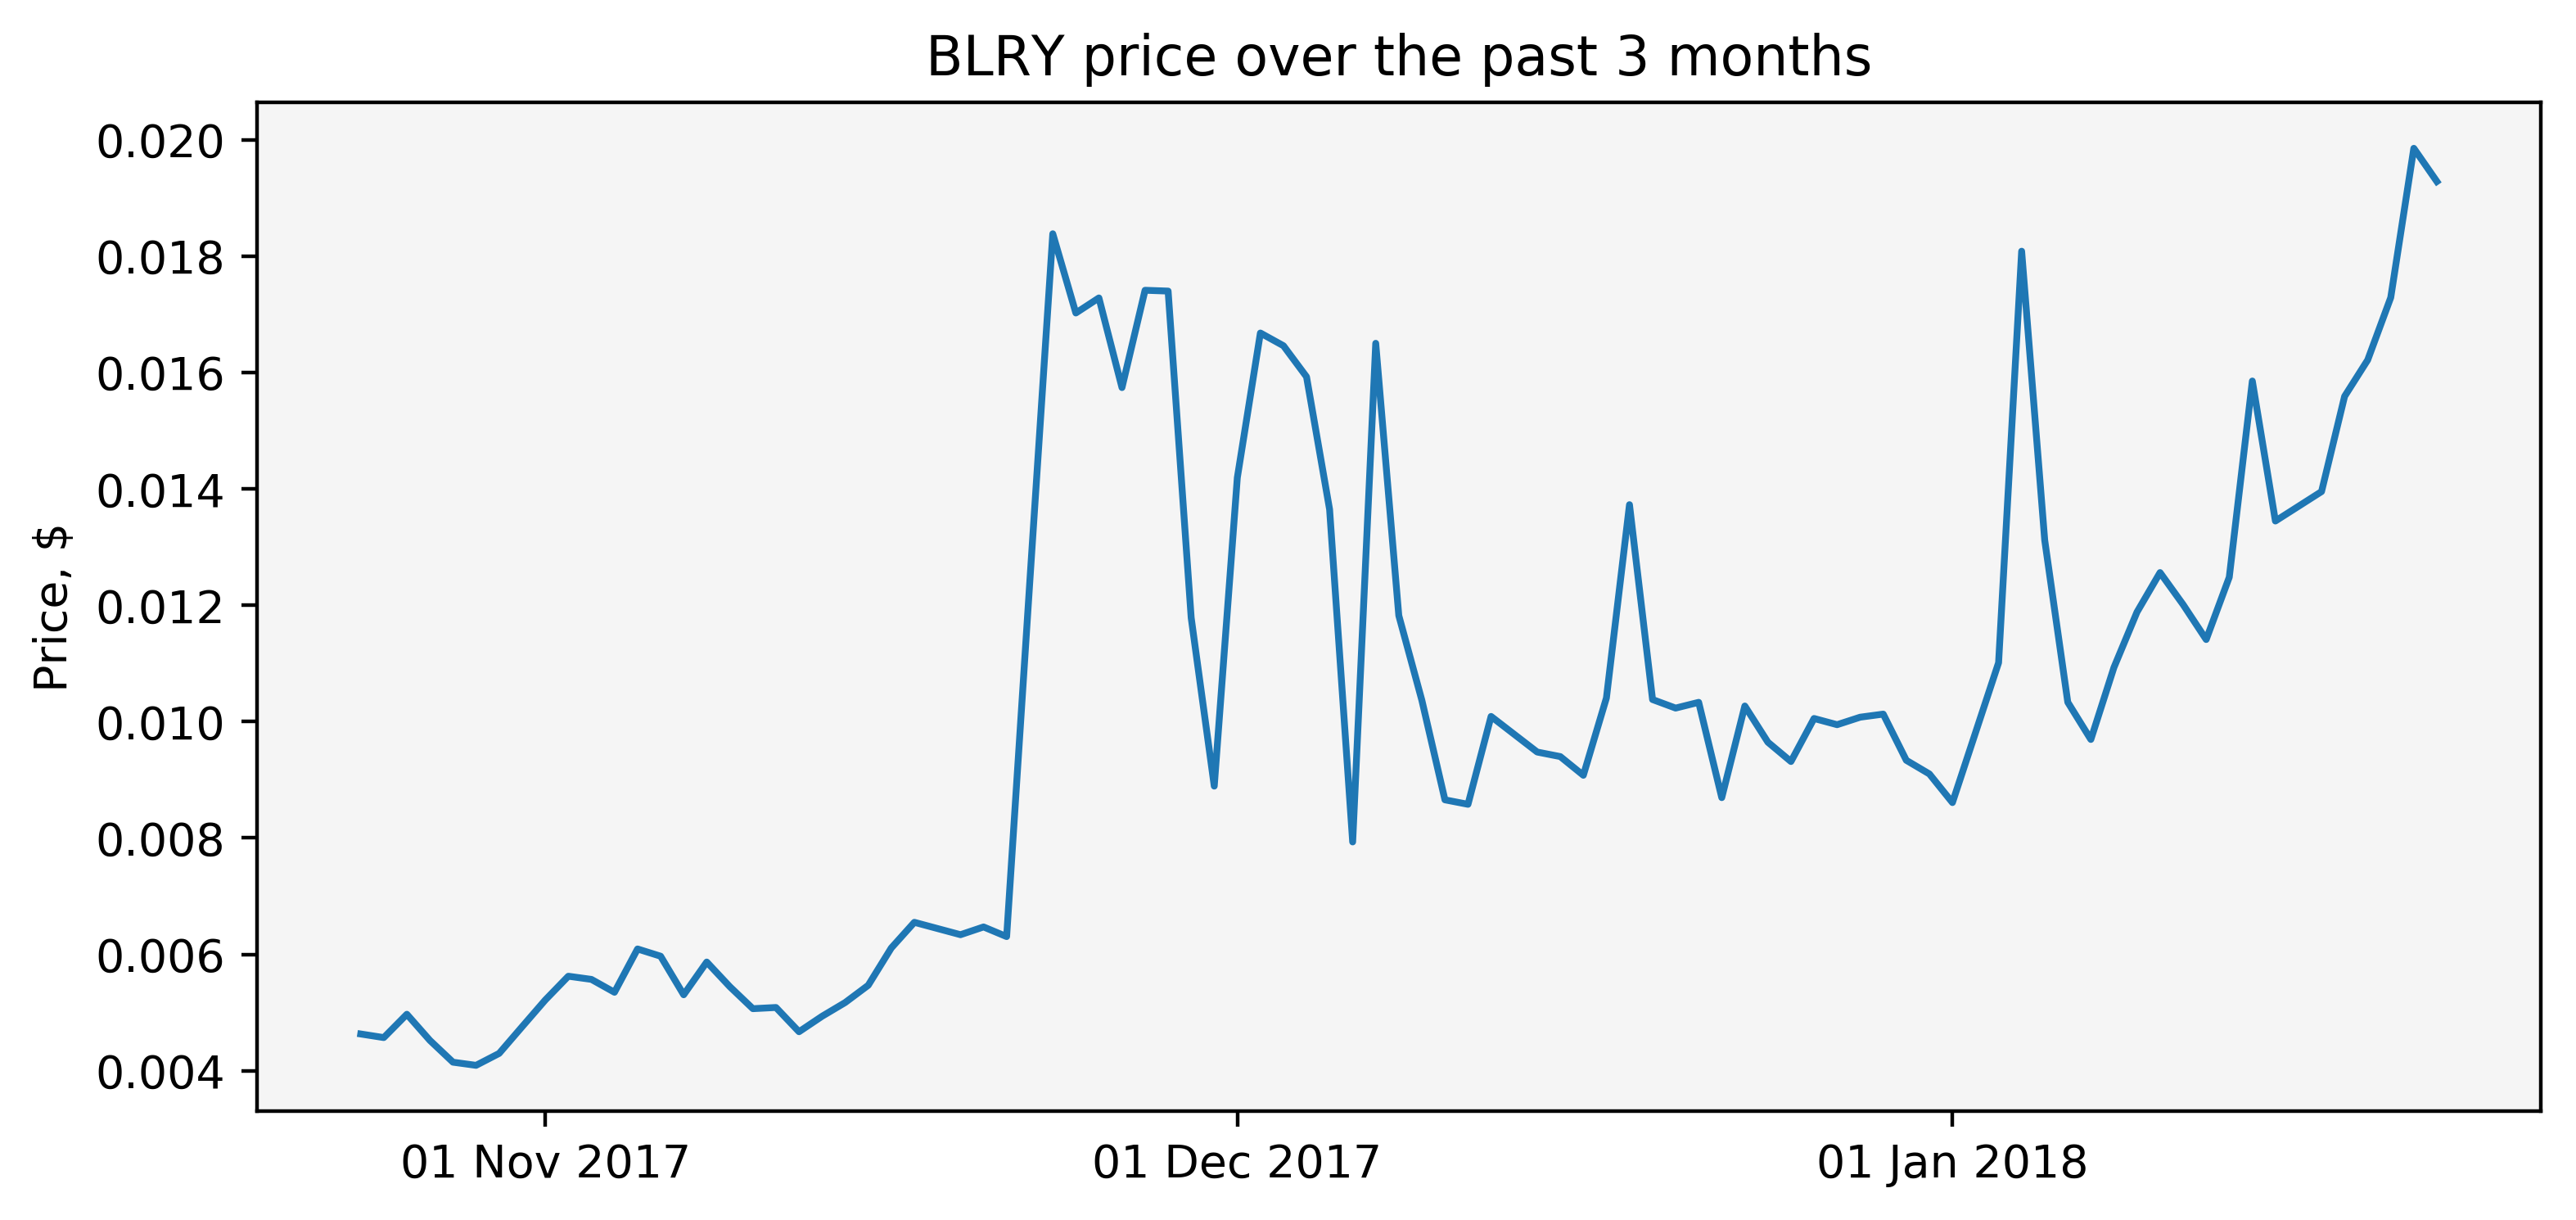 BLRY price over the past 3 months
Price, $
0.020
0.018
0.016
0.014
0.012
0.010
0.008
0.006
0.004
01 Nov 2017
01 Dec 2017
01 Jan 2018